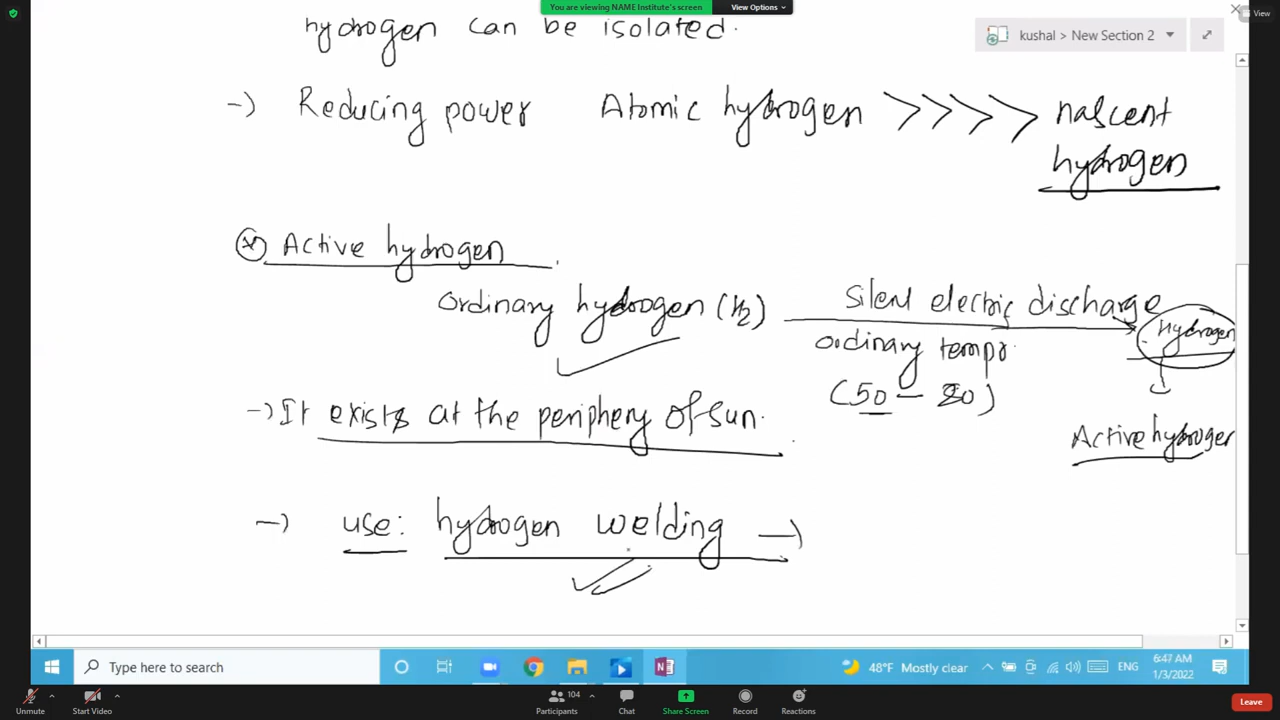 You are viewing NAME Institute's screen
View Options
View
kushal > New Section 2
hydrogen can be isolated.
→ Reducing power Atomic hydrogen >>>> nascent
hydrogen
Active hydrogen
Ordinary hydrogen (H2) Silent electric discharge hydrogen
Ordinary tempr.
(50 - 80)
→ It exists at the periphery of sun.
Active hydrogen
→ use: hydrogen welding →
Type here to search
48°F Mostly clear
ENG
6:47 AM
1/3/2022
Unmute
Start Video
104
Participants
Chat
Share Screen
Record
Reactions
Leave